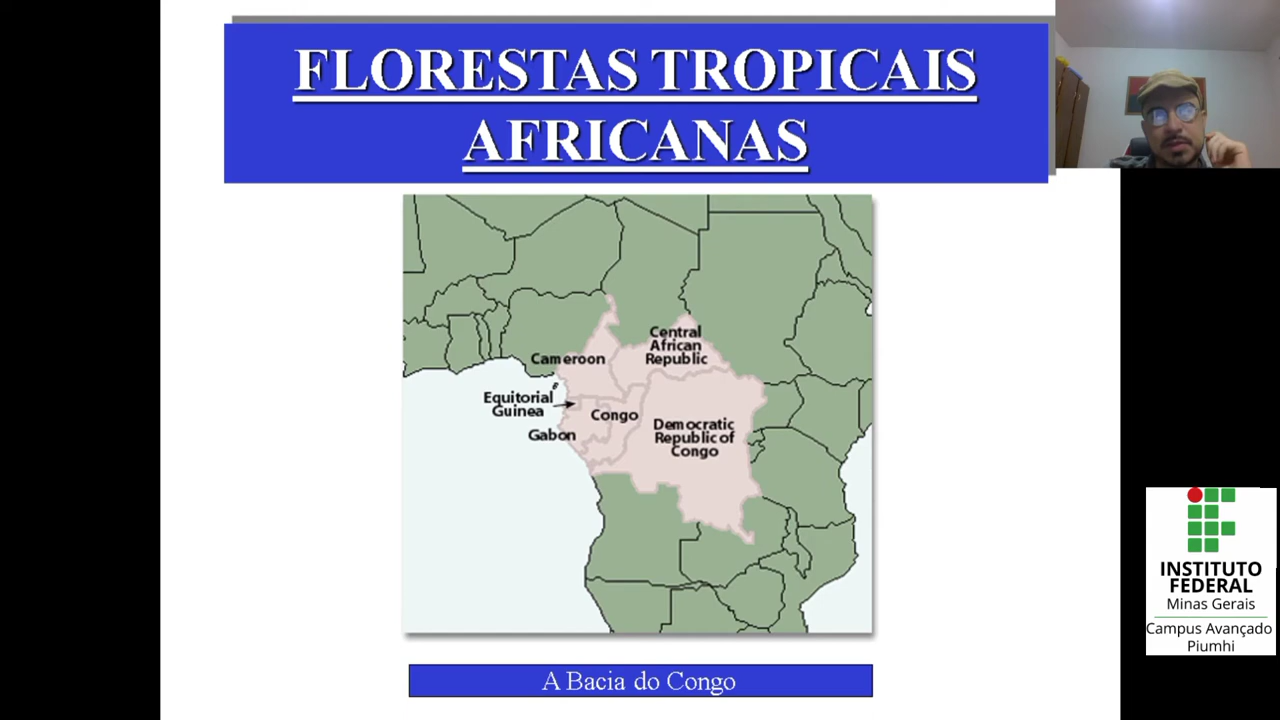 FLORESTAS TROPICAIS
AFRICANAS
Central
African
Republic
Cameroon
Equitorial
Guinea
Congo
Gabon
Democratic
Republic of
Congo
A Bacia do Congo
INSTITUTO
FEDERAL
Minas Gerais
Campus Avançado
Piumhi